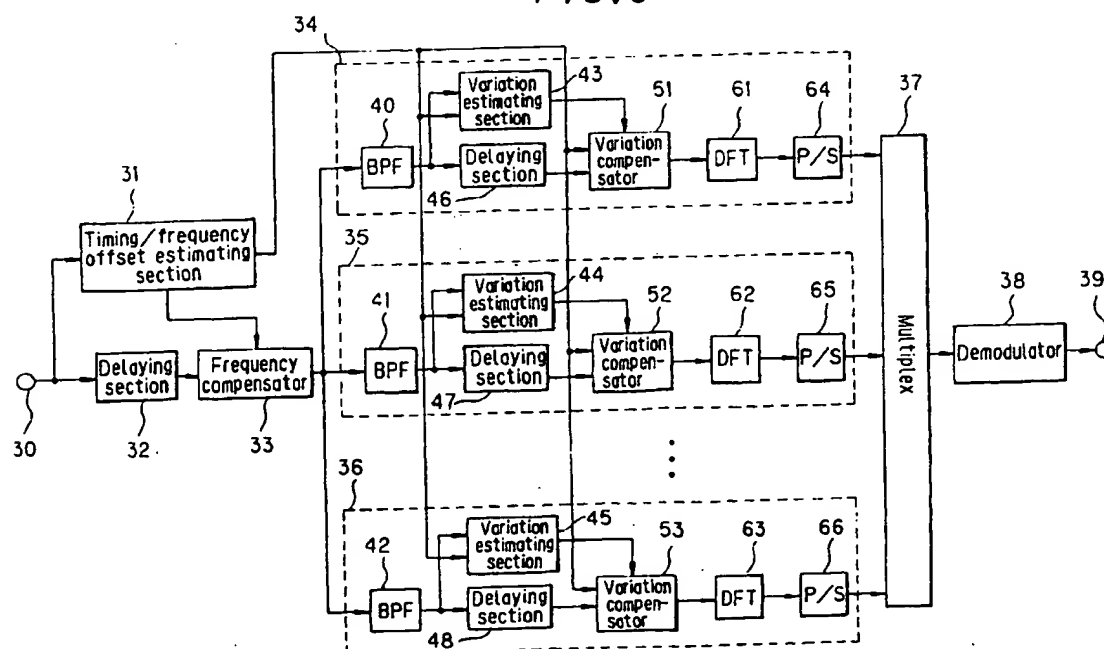 34
43
Variation
estimating
section
40
BPF
Delaying
section
46
51
Variation
compen-
sator
61
DFT
64
P/S
37
Multiplex
31
Timing/frequency
offset estimating
section
35
44
Variation
estimating
section
41
BPF
Delaying
section
47
52
Variation
compen-
sator
62
DFT
65
P/S
38
Demodulator
39
30
Delaying
section
32
Frequency
compensator
33
36
45
Variation
estimating
section
42
BPF
Delaying
section
48
53
Variation
compen-
sator
63
DFT
66
P/S